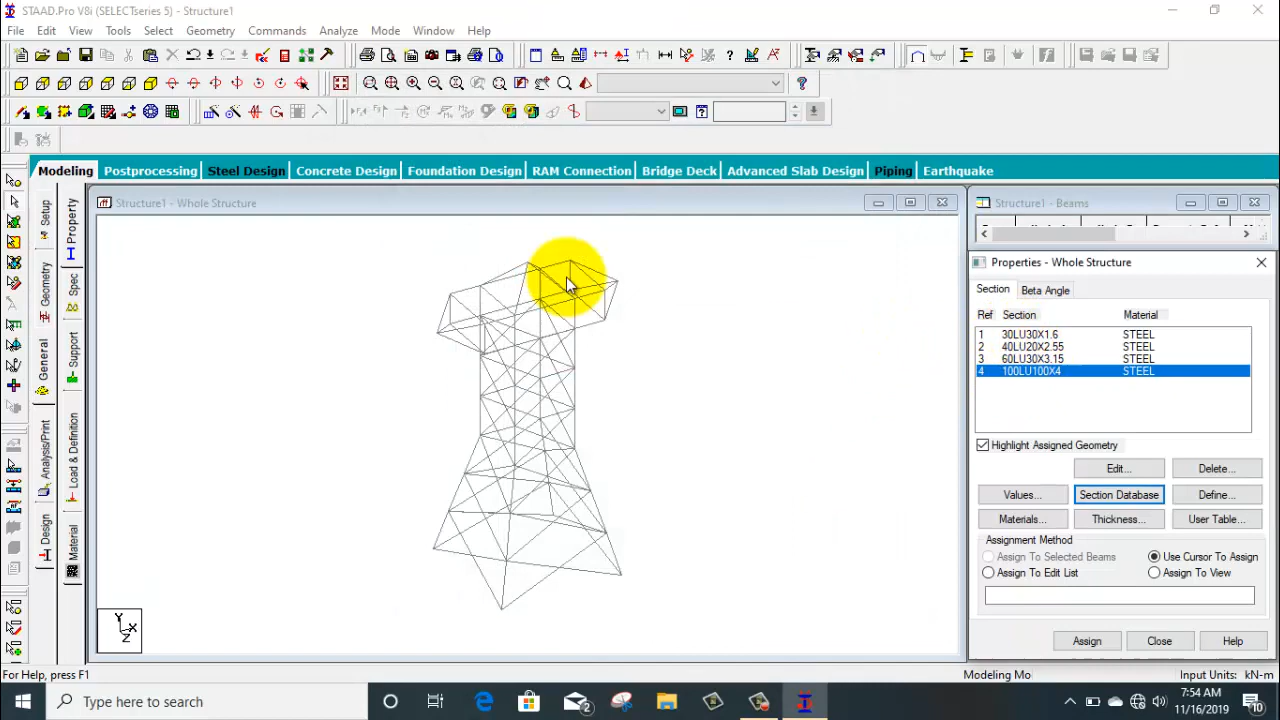 STAAD.Pro V8i (SELECTseries 5) - Structure1
File Edit View Tools Select Geometry Commands Analyze Mode Window Help
Modeling Postprocessing Steel Design Concrete Design Foundation Design RAM Connection Bridge Deck Advanced Slab Design Piping Earthquake
Setup
Geometry
General
Analysis/Print
Design
Property
Spec
Support
Load & Definition
Material
Structure1 - Whole Structure
Y
X
Z
Structure1 - Beams
Properties - Whole Structure
Section Beta Angle
Ref Section Material
1 30LU30X1.6 STEEL
2 40LU20X2.55 STEEL
3 60LU30X3.15 STEEL
4 100LU100X4 STEEL
Highlight Assigned Geometry
Edit... Delete...
Values... Section Database Define...
Materials... Thickness... User Table...
Assignment Method
Assign To Selected Beams Use Cursor To Assign
Assign To Edit List Assign To View
Assign Close Help
For Help, press F1
Modeling Mo Input Units: kN-m
Type here to search
2
7:54 AM
11/16/2019
10